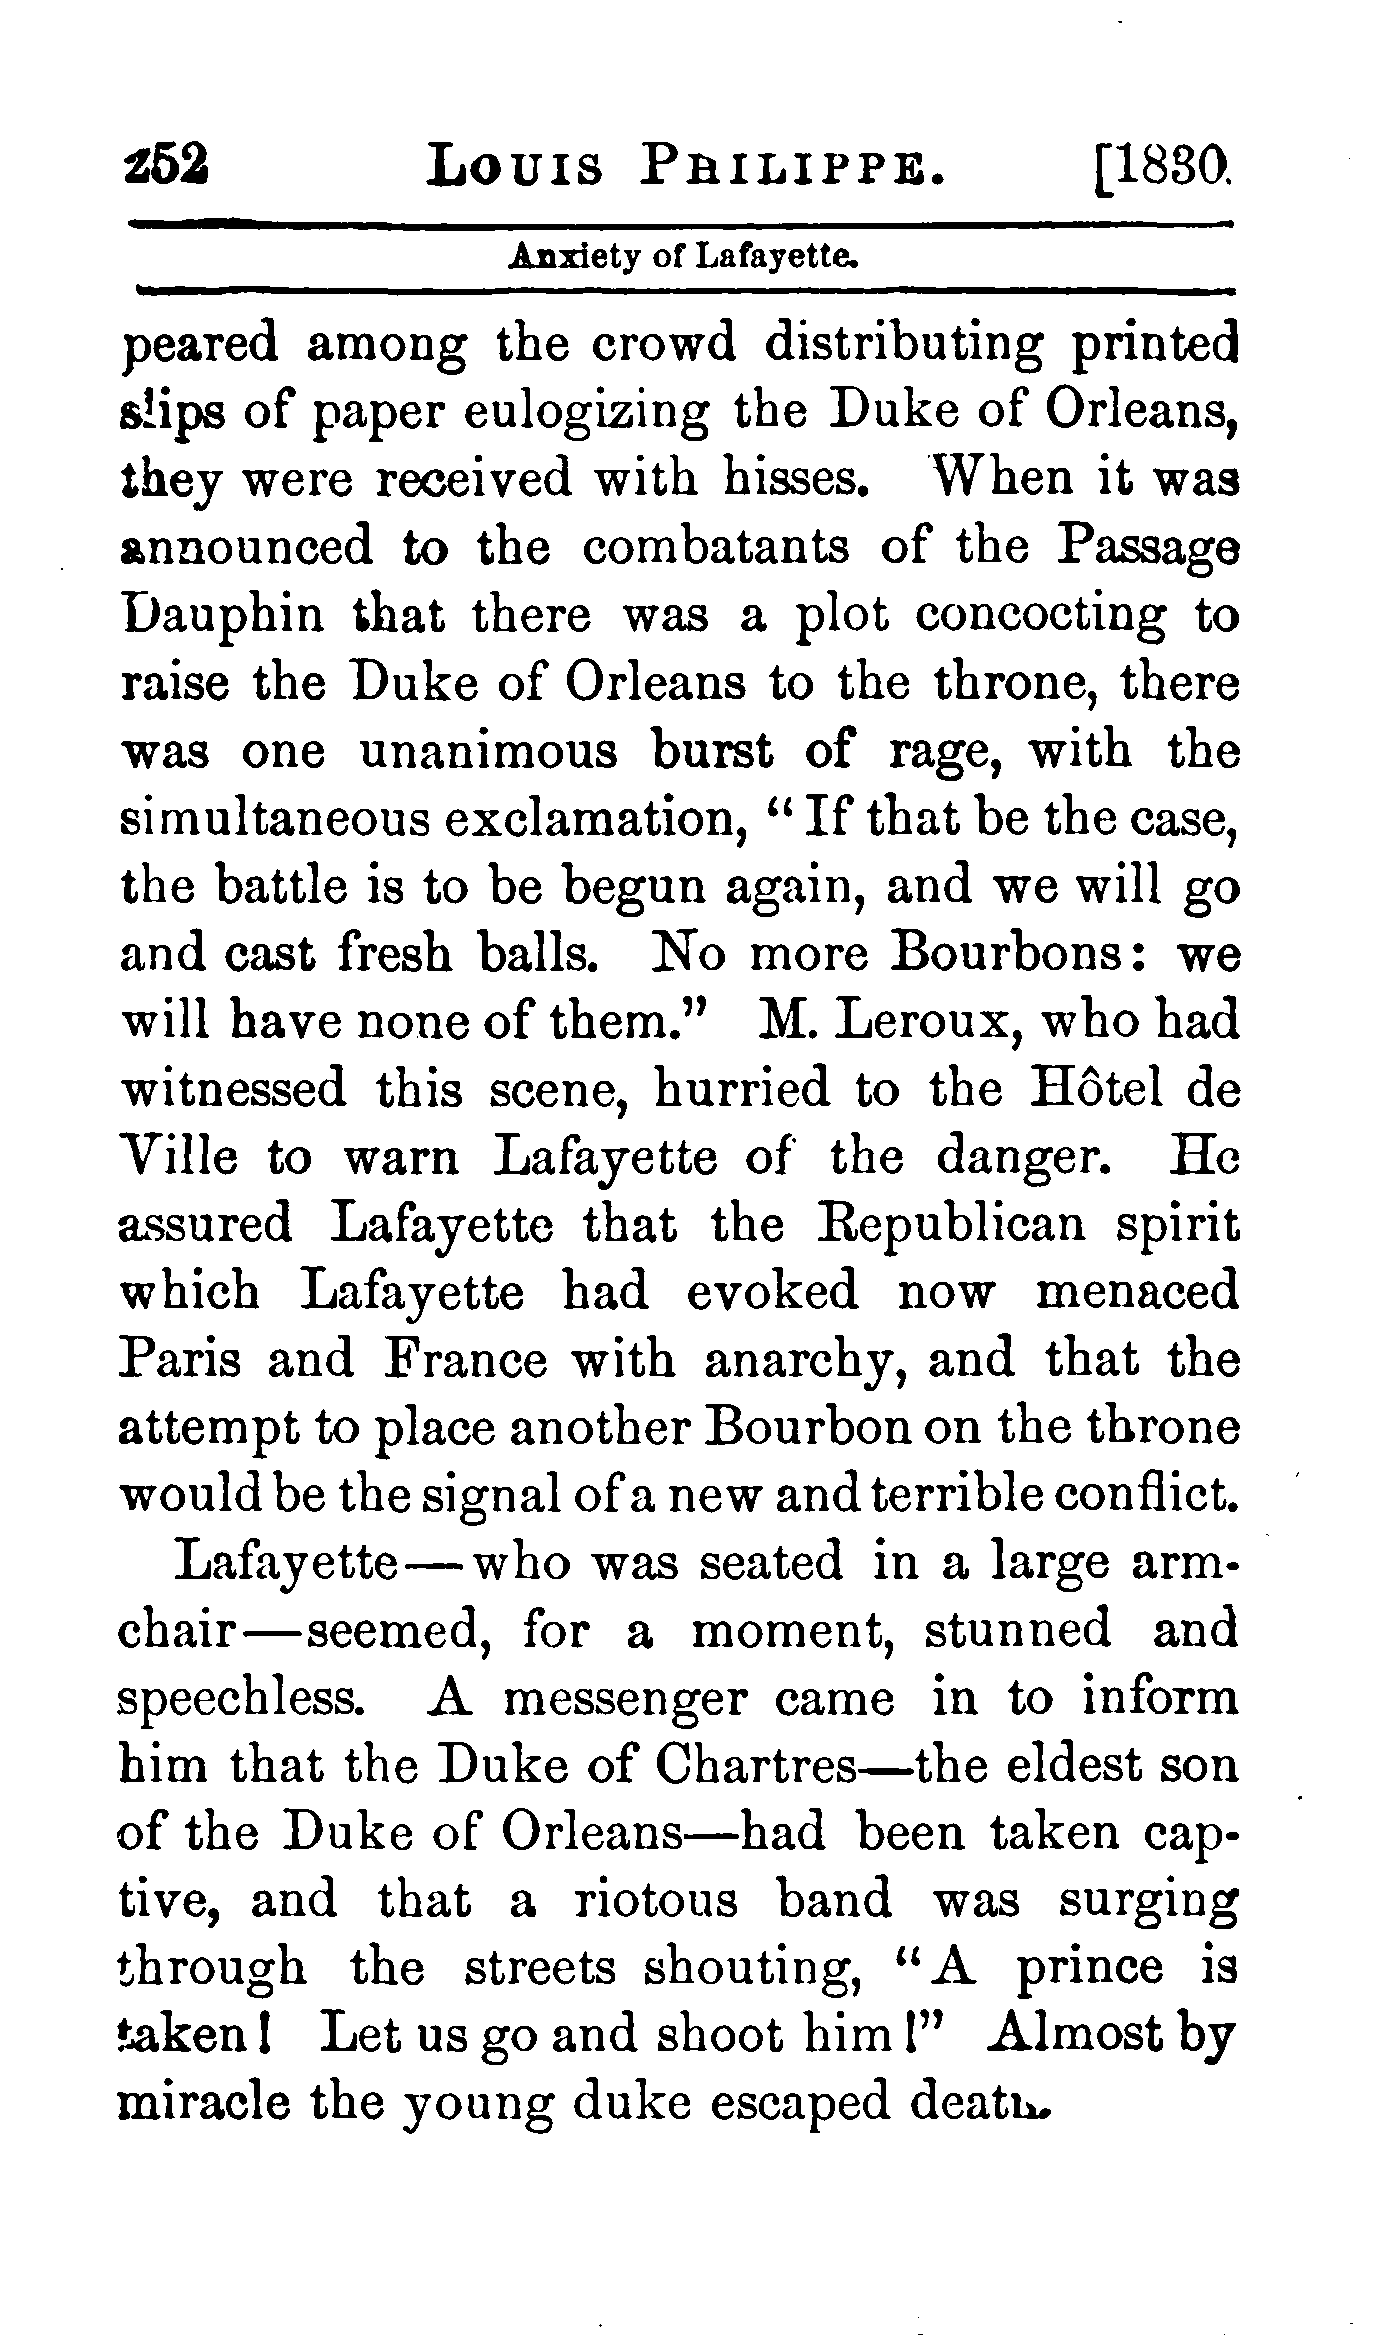 252 LOUIS PHILIPPE. [1830.
Anxiety of Lafayette.
peared among the crowd distributing printed
slips of paper eulogizing the Duke of Orleans,
they were received with hisses. When it was
announced to the combatants of the Passage
Dauphin that there was a plot concocting to
raise the Duke of Orleans to the throne, there
was one unanimous burst of rage, with the
simultaneous exclamation, “If that be the case,
the battle is to be begun again, and we will go
and cast fresh balls. No more Bourbons: we
will have none of them.” M. Leroux, who had
witnessed this scene, hurried to the Hôtel de
Ville to warn Lafayette of the danger. He
assured Lafayette that the Republican spirit
which Lafayette had evoked now menaced
Paris and France with anarchy, and that the
attempt to place another Bourbon on the throne
would be the signal of a new and terrible conflict.
Lafayette—who was seated in a large arm-
chair—seemed, for a moment, stunned and
speechless. A messenger came in to inform
him that the Duke of Chartres—the eldest son
of the Duke of Orleans—had been taken cap-
tive, and that a riotous band was surging
through the streets shouting, “A prince is
taken! Let us go and shoot him!” Almost by
miracle the young duke escaped death.